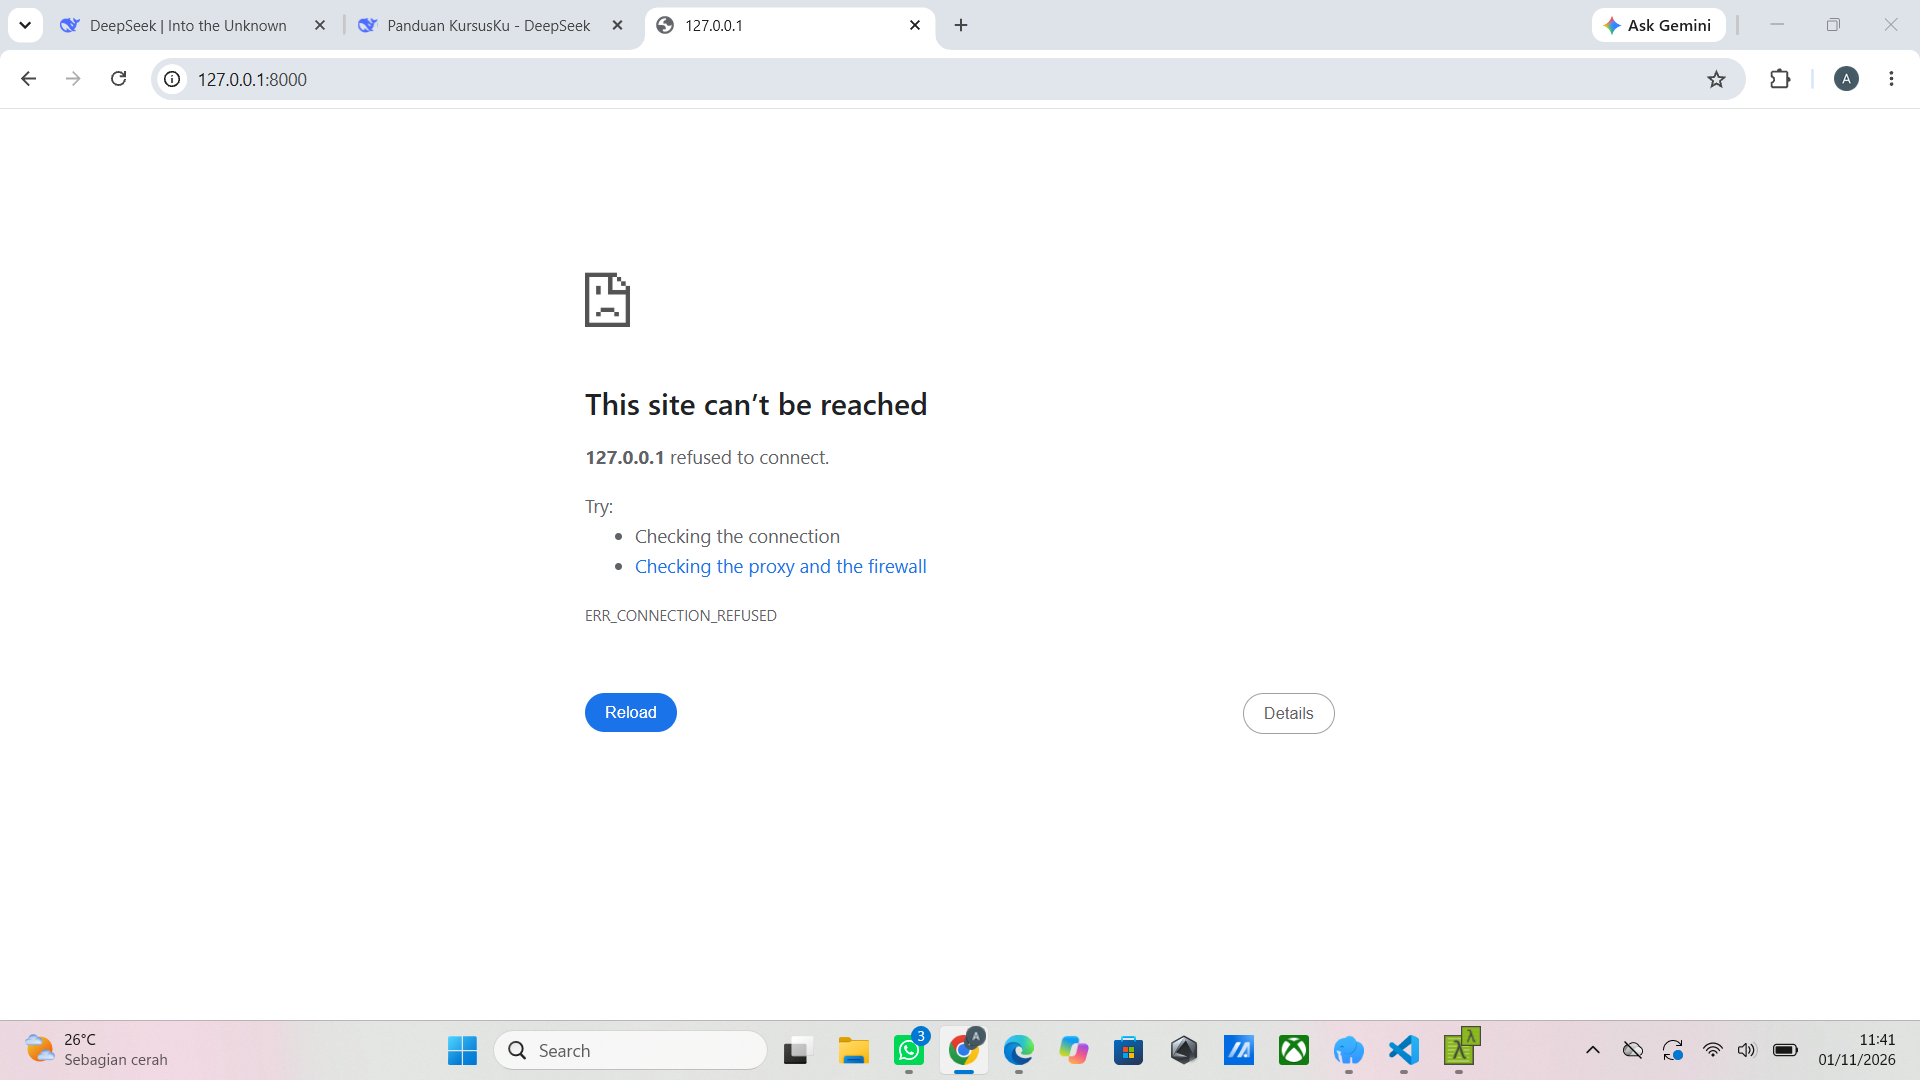 DeepSeek | Into the Unknown
Panduan KursusKu - DeepSeek
127.0.0.1
Ask Gemini
127.0.0.1:8000
A
This site can’t be reached
127.0.0.1 refused to connect.
Try:
Checking the connection
Checking the proxy and the firewall
ERR_CONNECTION_REFUSED
Reload
Details
26°C
Sebagian cerah
Search
3
A
11:41
01/11/2026